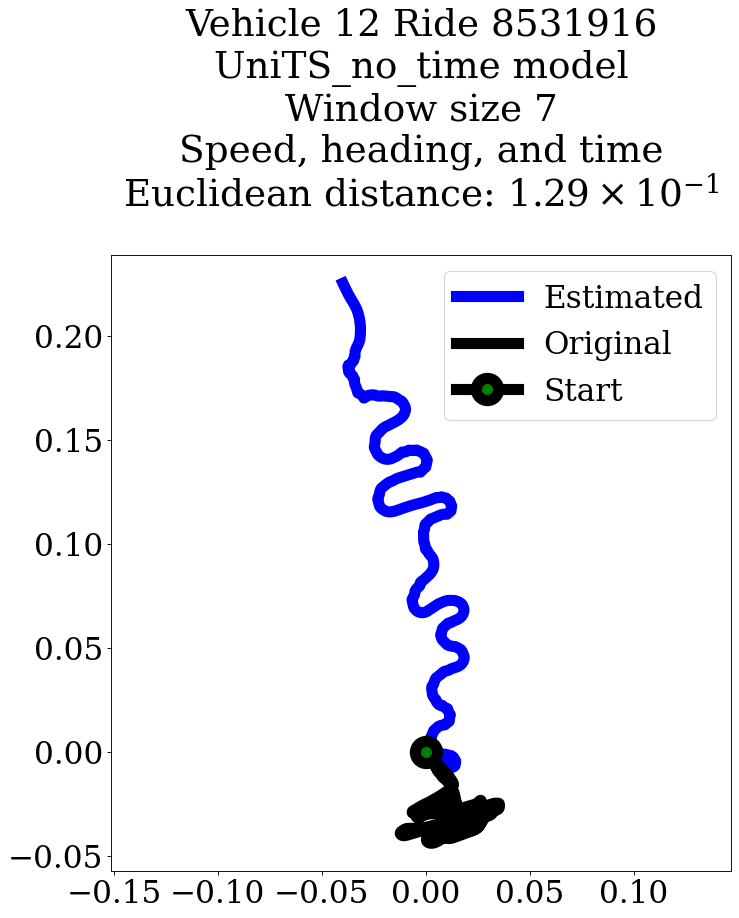 Vehicle 12 Ride 8531916
UniTS_no_time model
Window size 7
Speed, heading, and time
Euclidean distance: 1.29 × 10⁻¹
Estimated
Original
Start
0.20
0.15
0.10
0.05
0.00
−0.05
−0.15 −0.10 −0.05 0.00 0.05 0.10